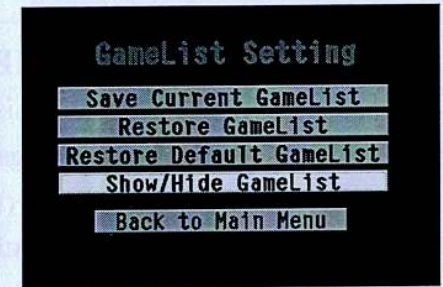 GameList Setting
Save Current GameList
Restore GameList
Restore Default GameList
Show/Hide GameList
Back to Main Menu